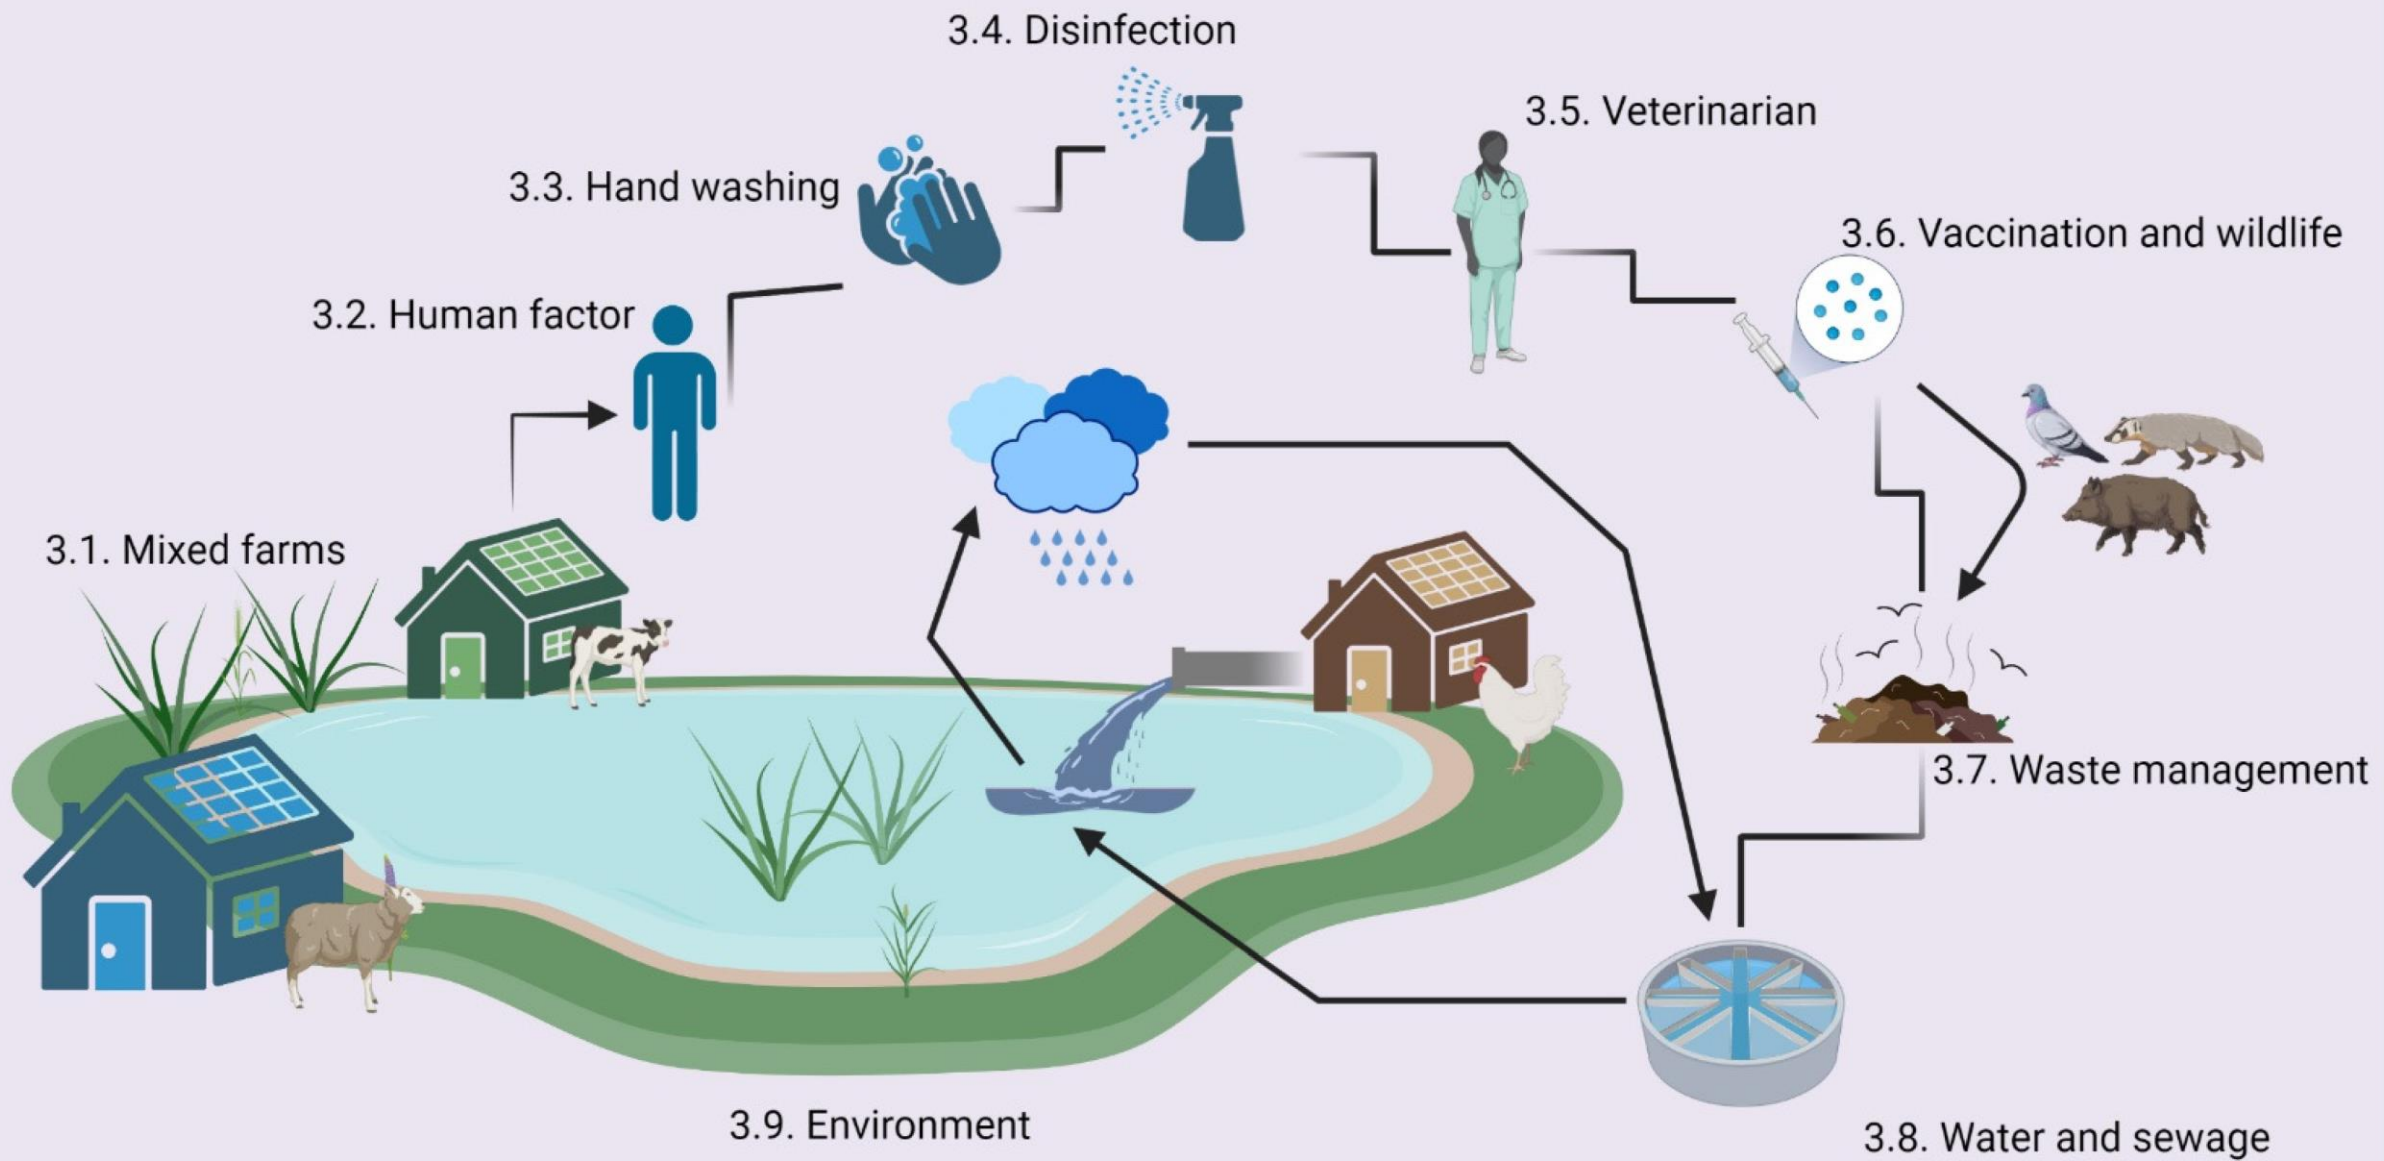 3.4. Disinfection
3.5. Veterinarian
3.3. Hand washing
3.6. Vaccination and wildlife
3.2. Human factor
3.1. Mixed farms
3.7. Waste management
3.9. Environment
3.8. Water and sewage